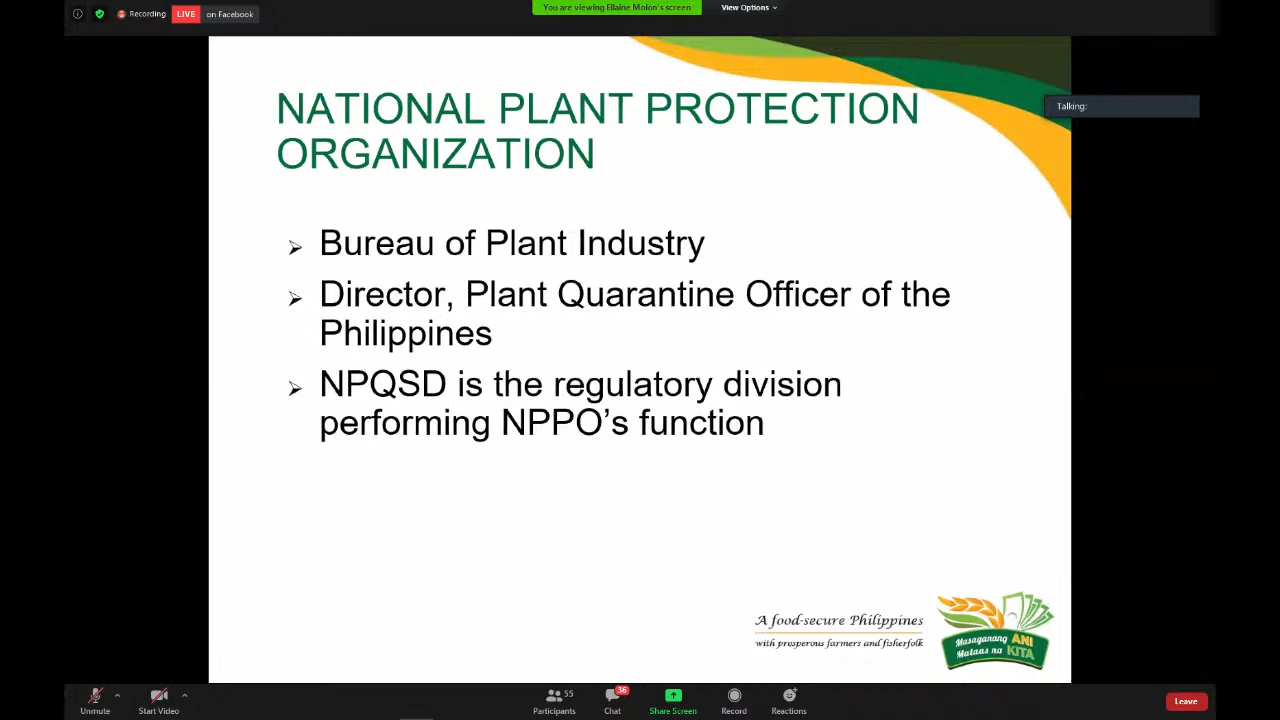 Recording LIVE on Facebook
You are viewing Ellaine Molon's screen
View Options
Talking:
NATIONAL PLANT PROTECTION
ORGANIZATION
Bureau of Plant Industry
Director, Plant Quarantine Officer of the
Philippines
NPQSD is the regulatory division
performing NPPO’s function
A food-secure Philippines
with prosperous farmers and fisherfolk
Masaganang ANI
Mataas na KITA
Unmute
Start Video
55
Participants
36
Chat
Share Screen
Record
Reactions
Leave